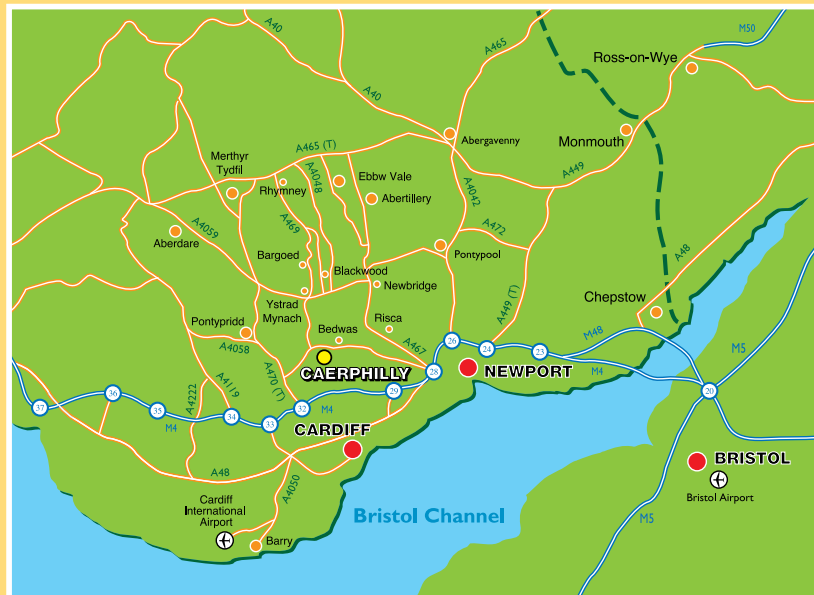 A40
A465
M50
Ross-on-Wye
A40
Abergavenny
Monmouth
A465 (T)
Merthyr
Tydfil
Rhymney
A4048
Ebbw Vale
Abertillery
A4042
A449
A469
A472
A4059
Aberdare
Bargoed
Blackwood
Pontypool
A48
Newbridge
A449 (T)
Ystrad
Mynach
Chepstow
Pontypridd
Risca
Bedwas
A4058
A467
26
24
23
M48
M5
CAERPHILLY
28
NEWPORT
M4
A470 (T)
A4119
A4222
29
20
37
36
35
34
33
32
M4
M4
CARDIFF
BRISTOL
A48
A4050
Bristol Airport
Cardiff
International
Airport
Bristol Channel
M5
Barry